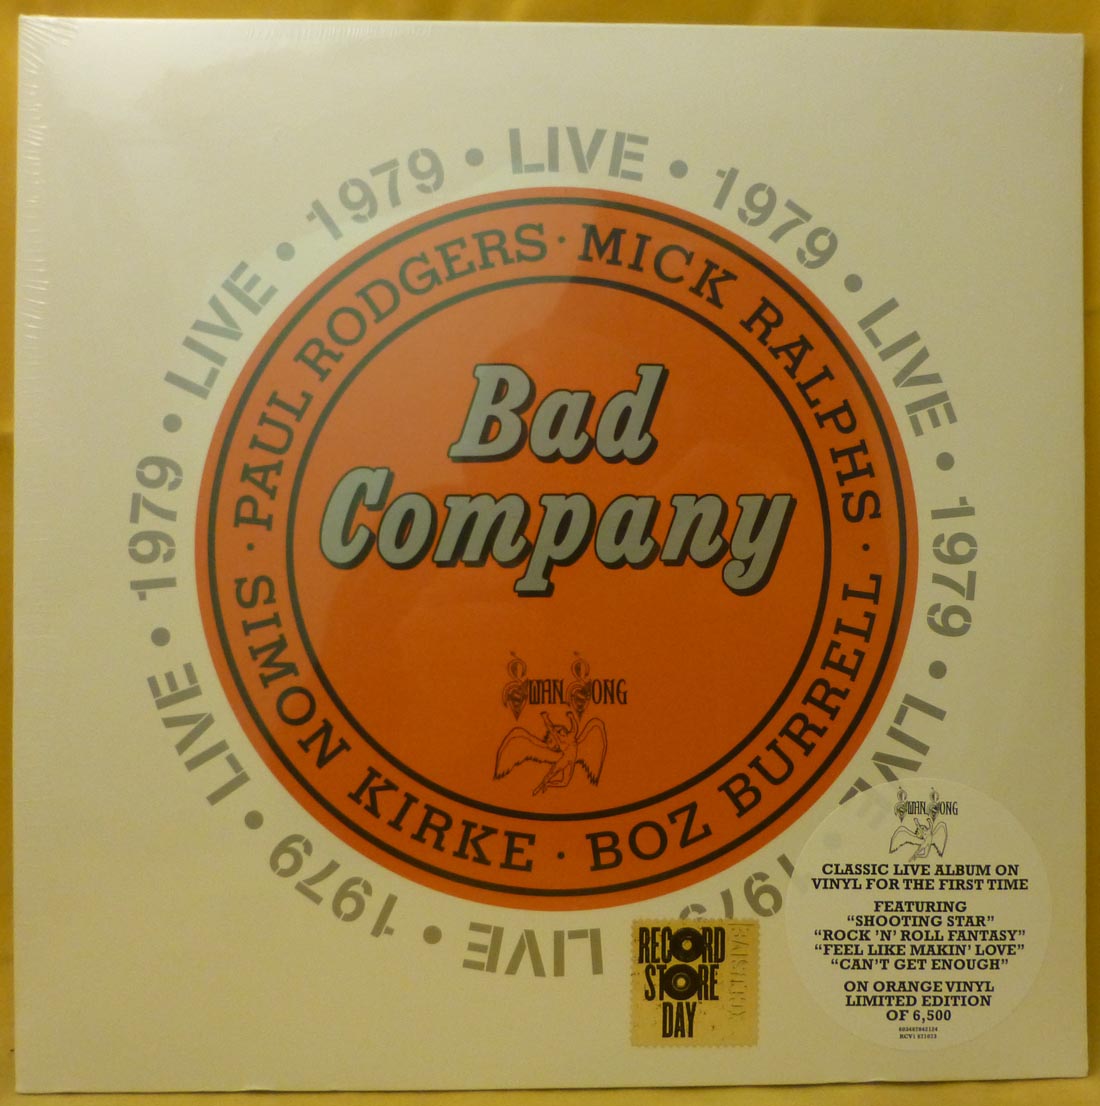 LIVE • 1979 • LIVE • 1979 • LIVE
LIVE • 1979 • LIVE • 1979 • LIVE • 1979 •
PAUL RODGERS · MICK RALPHS · BOZ BURRELL · SIMON KIRKE ·
Bad
Company
SWAN SONG
RECORD
STORE
DAY
EXCLUSIVE
SWAN SONG
CLASSIC LIVE ALBUM ON
VINYL FOR THE FIRST TIME
FEATURING
“SHOOTING STAR”
“ROCK ’N’ ROLL FANTASY”
“FEEL LIKE MAKIN’ LOVE”
“CAN’T GET ENOUGH”
ON ORANGE VINYL
LIMITED EDITION
OF 6,500